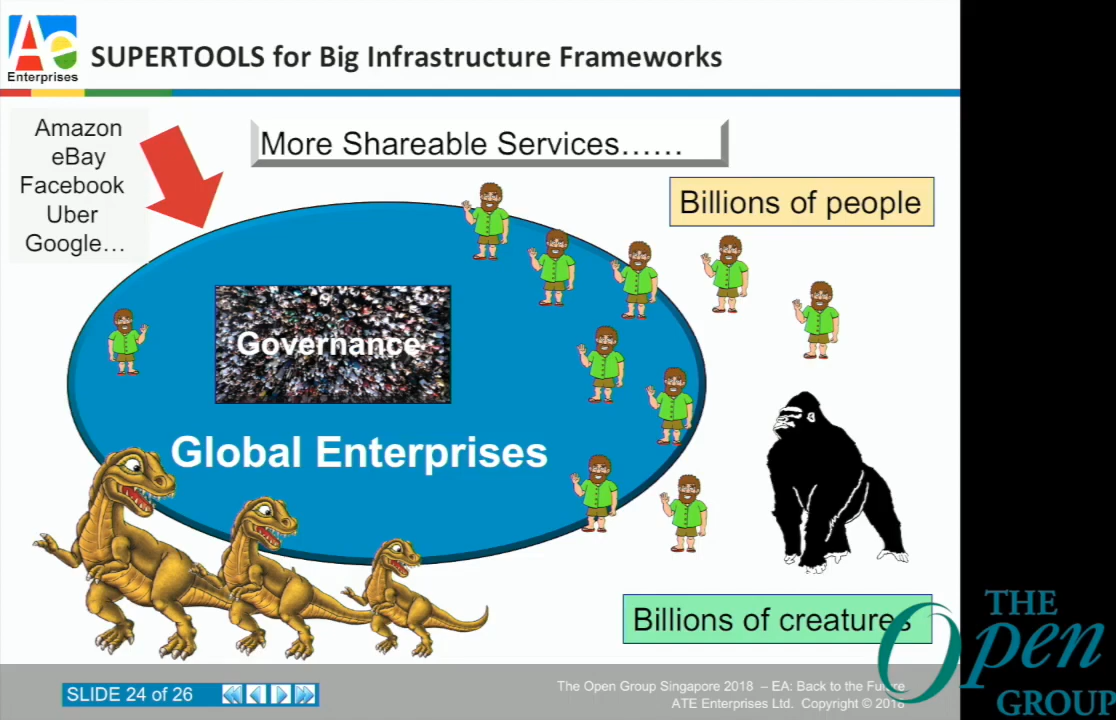 Ae
Enterprises
SUPERTOOLS for Big Infrastructure Frameworks
Amazon
eBay
Facebook
Uber
Google…
More Shareable Services……
Billions of people
Governance
Global Enterprises
Billions of creatures
SLIDE 24 of 26
The Open Group Singapore 2018 – EA: Back to the Future
ATE Enterprises Ltd. Copyright © 2018
THE
Open
GROUP